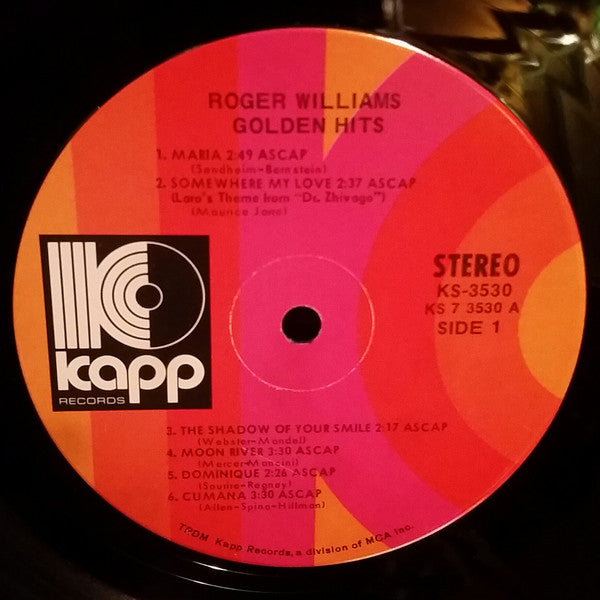 ROGER WILLIAMS
GOLDEN HITS
1. MARIA 2:49 ASCAP
(Sondheim-Bernstein)
2. SOMEWHERE MY LOVE 2:37 ASCAP
(Lara's Theme from "Dr. Zhivago")
(Maurice Jarre)
K
kapp
RECORDS
STEREO
KS-3530
KS 7 3530 A
SIDE 1
3. THE SHADOW OF YOUR SMILE 2:17 ASCAP
(Webster-Mandel)
4. MOON RIVER 3:30 ASCAP
(Mercer-Mancini)
5. DOMINIQUE 2:26 ASCAP
(Sourire-Regney)
6. CUMANA 3:30 ASCAP
(Allen-Spina-Hillman)
Kapp Records, a division of MCA Inc.